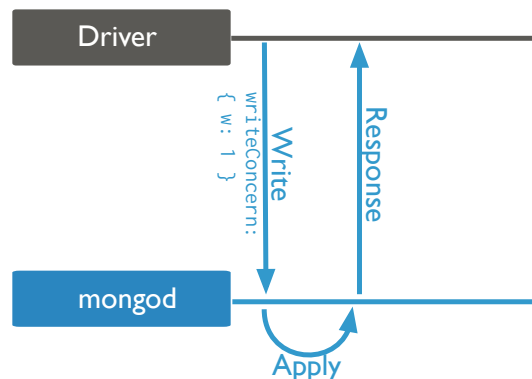 Driver
Write
writeConcern:
{ w: 1 }
Response
mongod
Apply